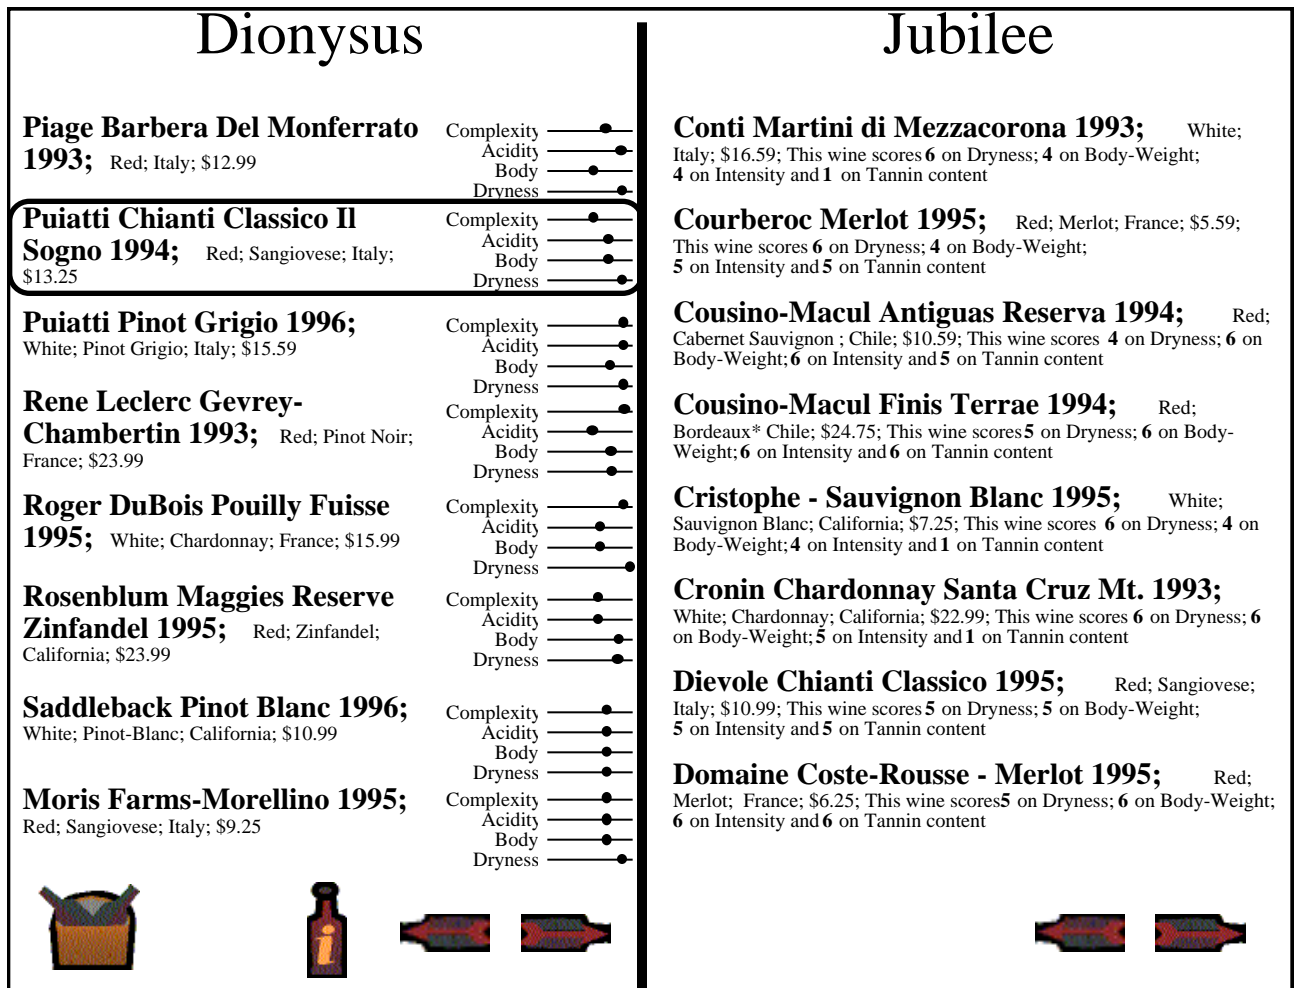 Dionysus
Piage Barbera Del Monferrato
1993; Red; Italy; $12.99
Complexity
Acidity
Body
Dryness
Puiatti Chianti Classico Il
Sogno 1994; Red; Sangiovese; Italy;
$13.25
Complexity
Acidity
Body
Dryness
Puiatti Pinot Grigio 1996;
White; Pinot Grigio; Italy; $15.59
Complexity
Acidity
Body
Dryness
Rene Leclerc Gevrey-
Chambertin 1993; Red; Pinot Noir;
France; $23.99
Complexity
Acidity
Body
Dryness
Roger DuBois Pouilly Fuisse
1995; White; Chardonnay; France; $15.99
Complexity
Acidity
Body
Dryness
Rosenblum Maggies Reserve
Zinfandel 1995; Red; Zinfandel;
California; $23.99
Complexity
Acidity
Body
Dryness
Saddleback Pinot Blanc 1996;
White; Pinot-Blanc; California; $10.99
Complexity
Acidity
Body
Dryness
Moris Farms-Morellino 1995;
Red; Sangiovese; Italy; $9.25
Complexity
Acidity
Body
Dryness
i
Jubilee
Conti Martini di Mezzacorona 1993; White;
Italy; $16.59; This wine scores 6 on Dryness; 4 on Body-Weight;
4 on Intensity and 1 on Tannin content
Courberoc Merlot 1995; Red; Merlot; France; $5.59;
This wine scores 6 on Dryness; 4 on Body-Weight;
5 on Intensity and 5 on Tannin content
Cousino-Macul Antiguas Reserva 1994; Red;
Cabernet Sauvignon ; Chile; $10.59; This wine scores 4 on Dryness; 6 on
Body-Weight; 6 on Intensity and 5 on Tannin content
Cousino-Macul Finis Terrae 1994; Red;
Bordeaux* Chile; $24.75; This wine scores 5 on Dryness; 6 on Body-
Weight; 6 on Intensity and 6 on Tannin content
Cristophe - Sauvignon Blanc 1995; White;
Sauvignon Blanc; California; $7.25; This wine scores 6 on Dryness; 4 on
Body-Weight; 4 on Intensity and 1 on Tannin content
Cronin Chardonnay Santa Cruz Mt. 1993;
White; Chardonnay; California; $22.99; This wine scores 6 on Dryness; 6
on Body-Weight; 5 on Intensity and 1 on Tannin content
Dievole Chianti Classico 1995; Red; Sangiovese;
Italy; $10.99; This wine scores 5 on Dryness; 5 on Body-Weight;
5 on Intensity and 5 on Tannin content
Domaine Coste-Rousse - Merlot 1995; Red;
Merlot; France; $6.25; This wine scores 5 on Dryness; 6 on Body-Weight;
6 on Intensity and 6 on Tannin content